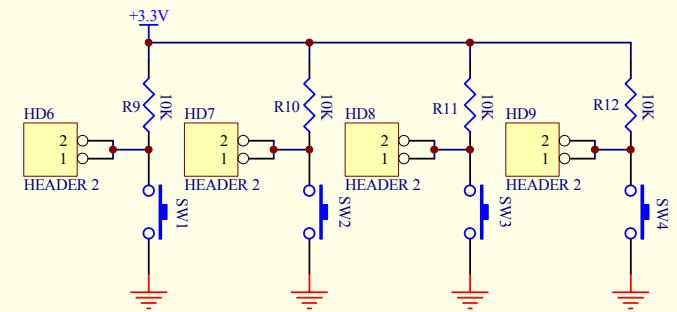 +3.3V
R9
10K
R10
10K
R11
10K
R12
10K
HD6
2
1
HEADER 2
HD7
2
1
HEADER 2
HD8
2
1
HEADER 2
HD9
2
1
HEADER 2
SW1
SW2
SW3
SW4